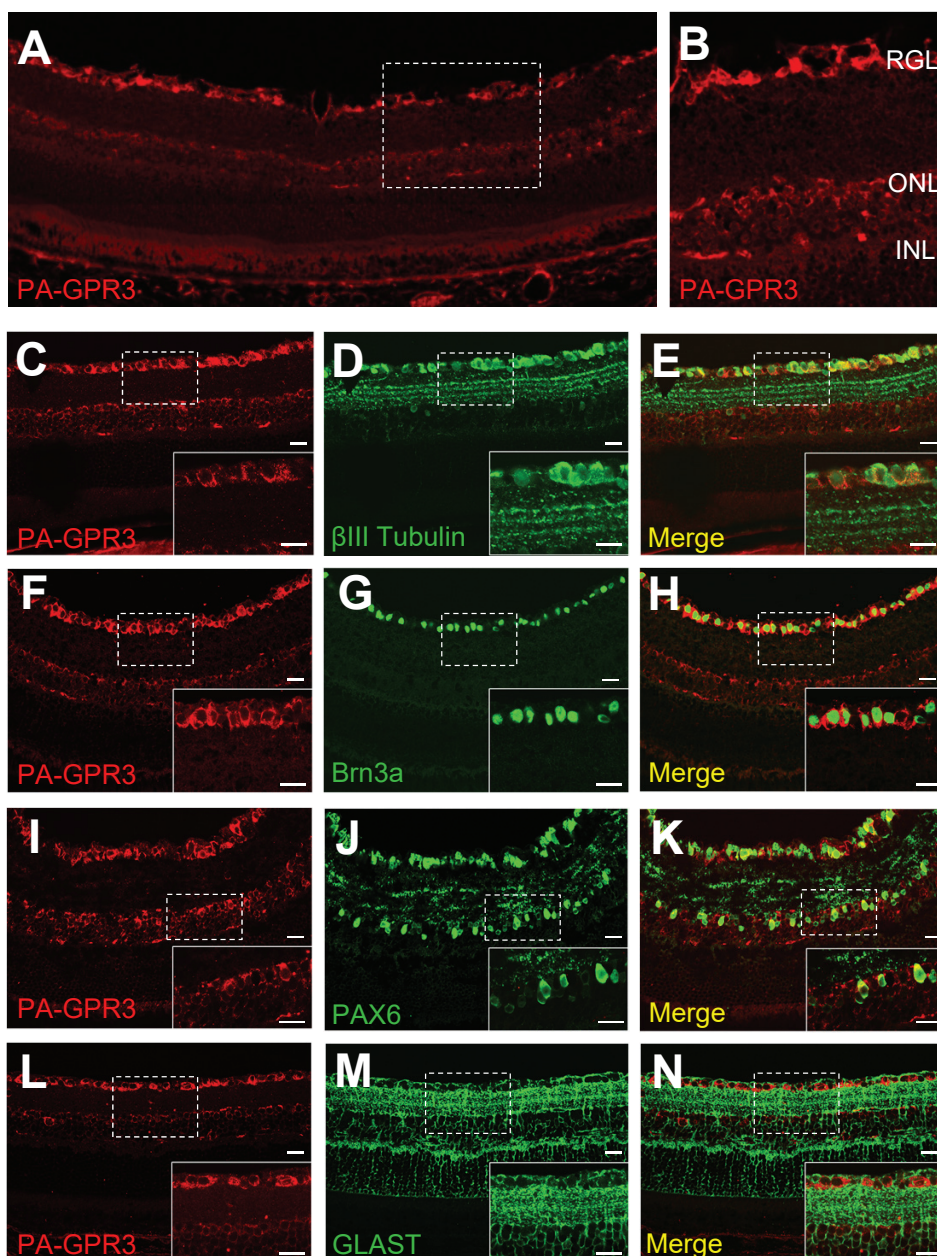 A
PA-GPR3
B
RGL
ONL
INL
PA-GPR3
C
PA-GPR3
D
βIII Tubulin
E
Merge
F
PA-GPR3
G
Brn3a
H
Merge
I
PA-GPR3
J
PAX6
K
Merge
L
PA-GPR3
M
GLAST
N
Merge